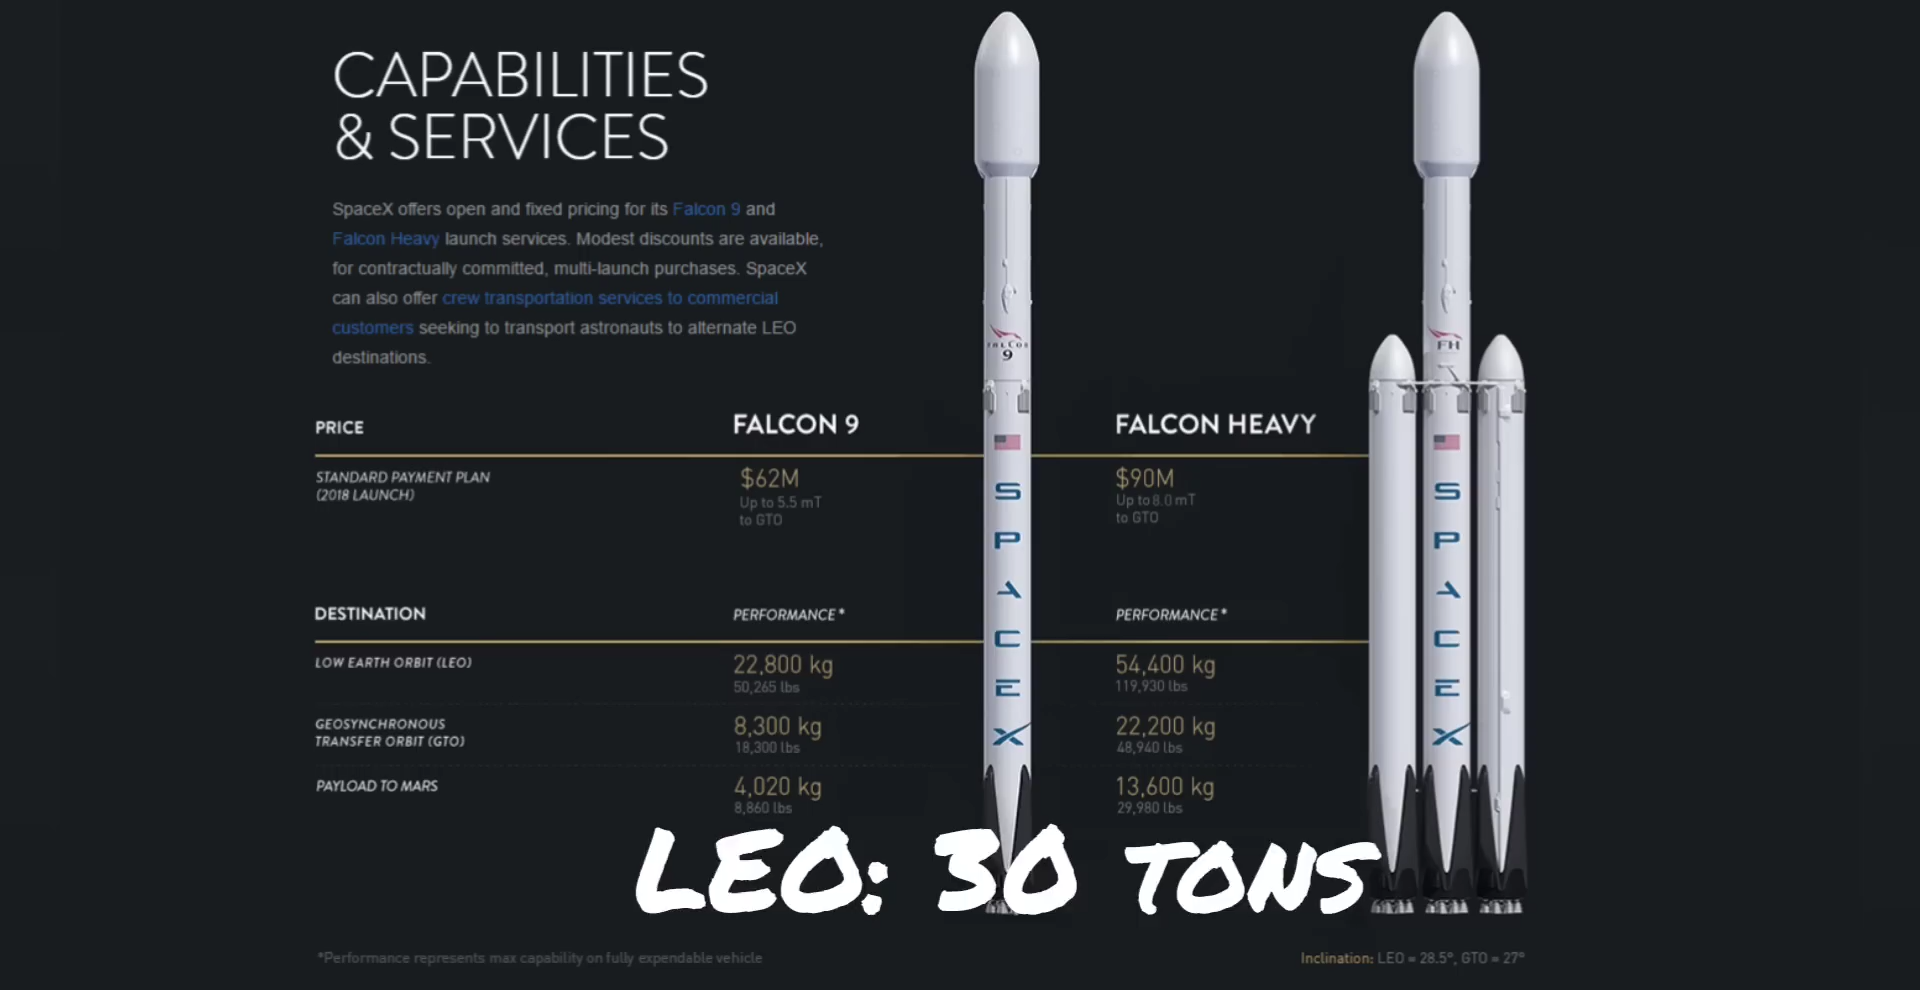 CAPABILITIES
& SERVICES
SpaceX offers open and fixed pricing for its Falcon 9 and
Falcon Heavy launch services. Modest discounts are available,
for contractually committed, multi-launch purchases. SpaceX
can also offer crew transportation services to commercial
customers seeking to transport astronauts to alternate LEO
destinations.
PRICE
FALCON 9
FALCON HEAVY
STANDARD PAYMENT PLAN
(2018 LAUNCH)
$62M
Up to 5.5 mT
to GTO
$90M
Up to 8.0 mT
to GTO
DESTINATION
PERFORMANCE*
PERFORMANCE*
LOW EARTH ORBIT (LEO)
22,800 kg
50,265 lbs
54,400 kg
119,930 lbs
GEOSYNCHRONOUS
TRANSFER ORBIT (GTO)
8,300 kg
18,300 lbs
22,200 kg
48,940 lbs
PAYLOAD TO MARS
4,020 kg
8,860 lbs
13,600 kg
29,980 lbs
LEO: 30 TONS
*Performance represents max capability on fully expendable vehicle
Inclination: LEO = 28.5°, GTO = 27°
FALCON
9
SPACEX
FH
SPACEX